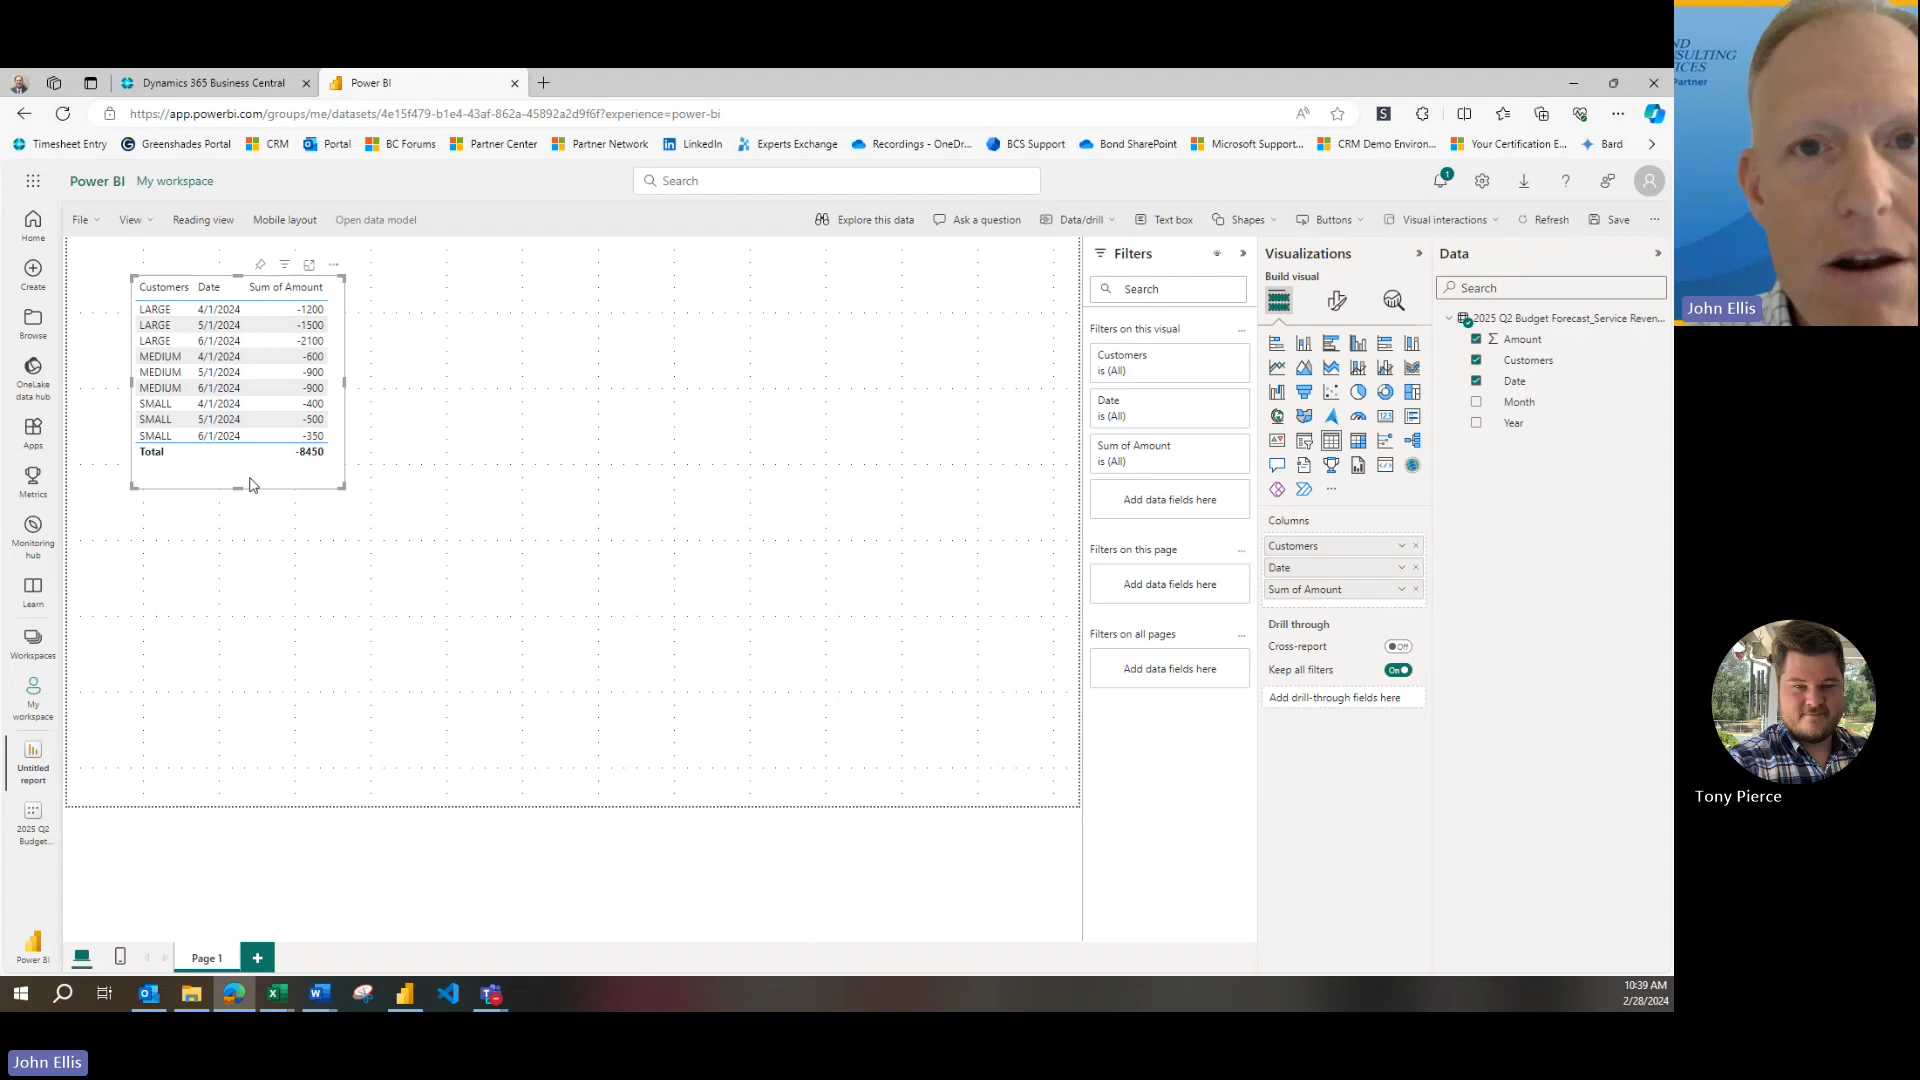 Dynamics 365 Business Central
Power BI
https://app.powerbi.com/groups/me/datasets/4e15f479-b1e4-43af-862a-45892a2d9f6f?experience=power-bi
Timesheet Entry
Greenshades Portal
CRM
Portal
BC Forums
Partner Center
Partner Network
LinkedIn
Experts Exchange
Recordings - OneDr...
BCS Support
Bond SharePoint
Microsoft Support...
CRM Demo Environ...
Your Certification E...
Bard
Power BI My workspace
Search
1
File View Reading view Mobile layout Open data model
Explore this data Ask a question Data/drill Text box Shapes Buttons Visual interactions Refresh Save
Home
Create
Browse
OneLake
data hub
Apps
Metrics
Monitoring
hub
Learn
Workspaces
My
workspace
Untitled
report
2025 Q2
Budget...
Power BI
Customers Date Sum of Amount
LARGE 4/1/2024 -1200
LARGE 5/1/2024 -1500
LARGE 6/1/2024 -2100
MEDIUM 4/1/2024 -600
MEDIUM 5/1/2024 -900
MEDIUM 6/1/2024 -900
SMALL 4/1/2024 -400
SMALL 5/1/2024 -500
SMALL 6/1/2024 -350
Total -8450
Filters
Search
Filters on this visual
Customers
is (All)
Date
is (All)
Sum of Amount
is (All)
Add data fields here
Filters on this page
Add data fields here
Filters on all pages
Add data fields here
Visualizations
Build visual
123
Columns
Customers
Date
Sum of Amount
Drill through
Cross-report Off
Keep all filters On
Add drill-through fields here
Data
Search
2025 Q2 Budget Forecast_Service Reven...
Amount
Customers
Date
Month
Year
Page 1
10:39 AM
2/28/2024
ND
NSULTING
ICES
Partner
John Ellis
Tony Pierce
John Ellis